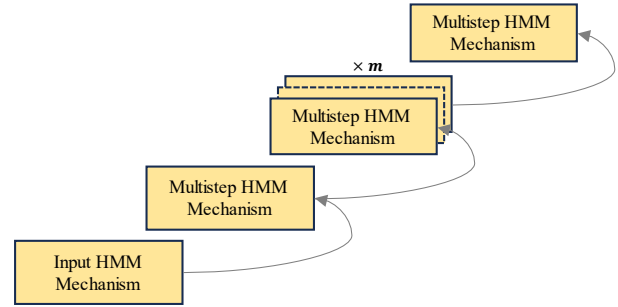 Multistep HMM
Mechanism
× m
Multistep HMM
Mechanism
Multistep HMM
Mechanism
Input HMM
Mechanism